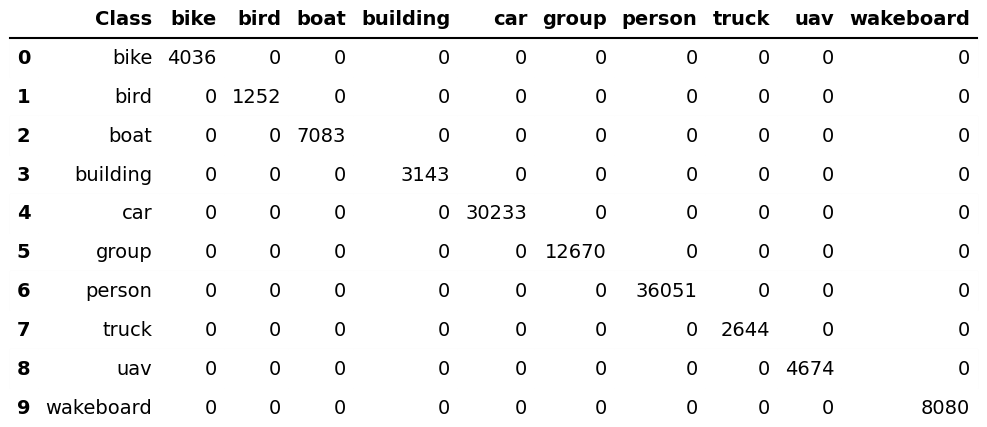 Class bike bird boat building car group person truck uav wakeboard
0 bike 4036 0 0 0 0 0 0 0 0 0
1 bird 0 1252 0 0 0 0 0 0 0 0
2 boat 0 0 7083 0 0 0 0 0 0 0
3 building 0 0 0 3143 0 0 0 0 0 0
4 car 0 0 0 0 30233 0 0 0 0 0
5 group 0 0 0 0 0 12670 0 0 0 0
6 person 0 0 0 0 0 0 36051 0 0 0
7 truck 0 0 0 0 0 0 0 2644 0 0
8 uav 0 0 0 0 0 0 0 0 4674 0
9 wakeboard 0 0 0 0 0 0 0 0 0 8080